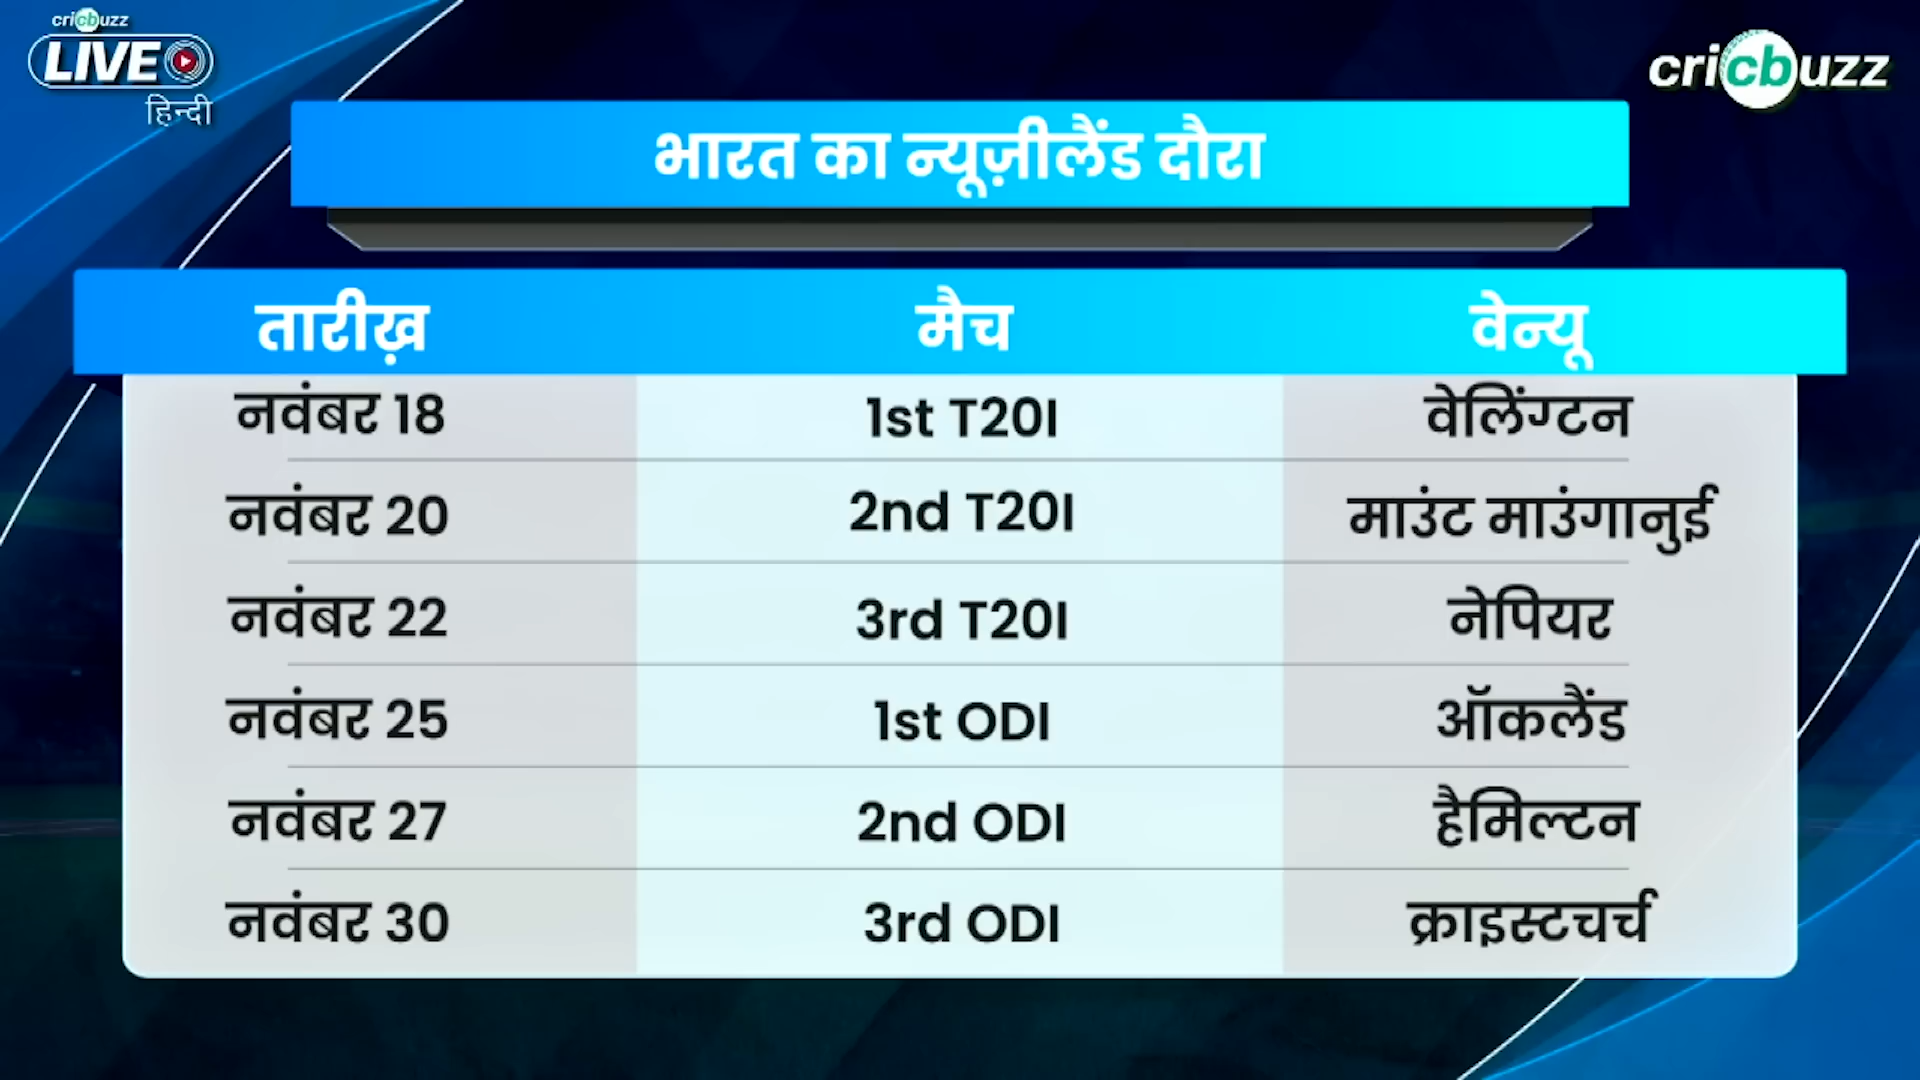 cricbuzz
LIVE
हिन्दी
cricbuzz
भारत का न्यूज़ीलैंड दौरा
तारीख़ मैच वेन्यू
नवंबर 18 1st T20I वेलिंग्टन
नवंबर 20 2nd T20I माउंट माउंगानुई
नवंबर 22 3rd T20I नेपियर
नवंबर 25 1st ODI ऑकलैंड
नवंबर 27 2nd ODI हैमिल्टन
नवंबर 30 3rd ODI क्राइस्टचर्च